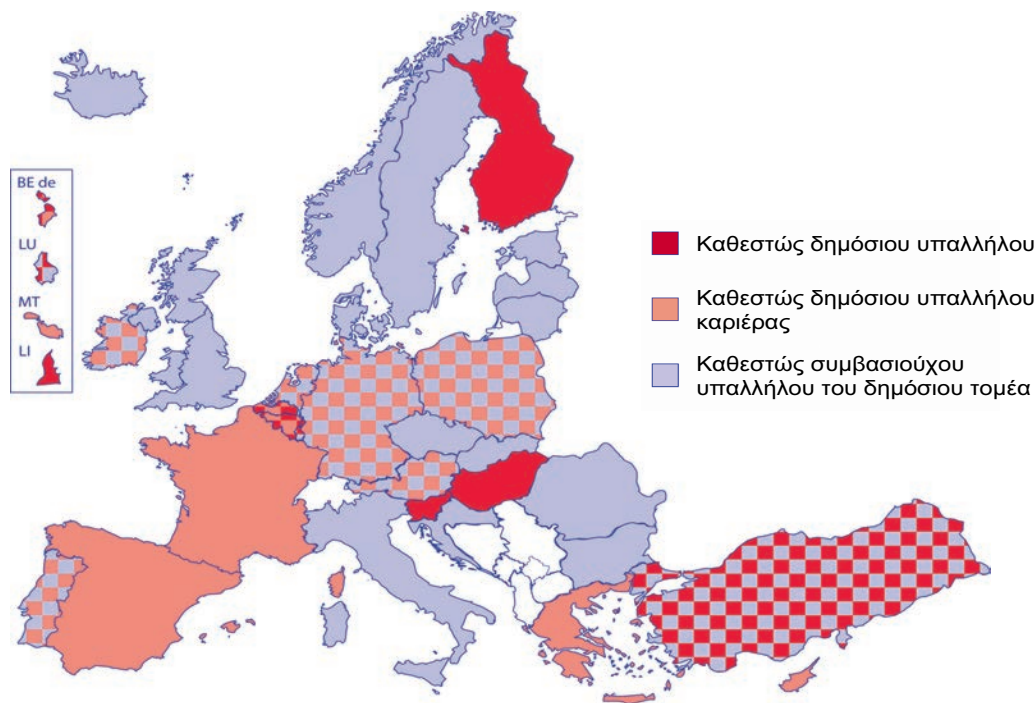 BE de
LU
MT
LI
Καθεστώς δημόσιου υπαλλήλου
Καθεστώς δημόσιου υπαλλήλου
καριέρας
Καθεστώς συμβασιούχου
υπαλλήλου του δημόσιου τομέα